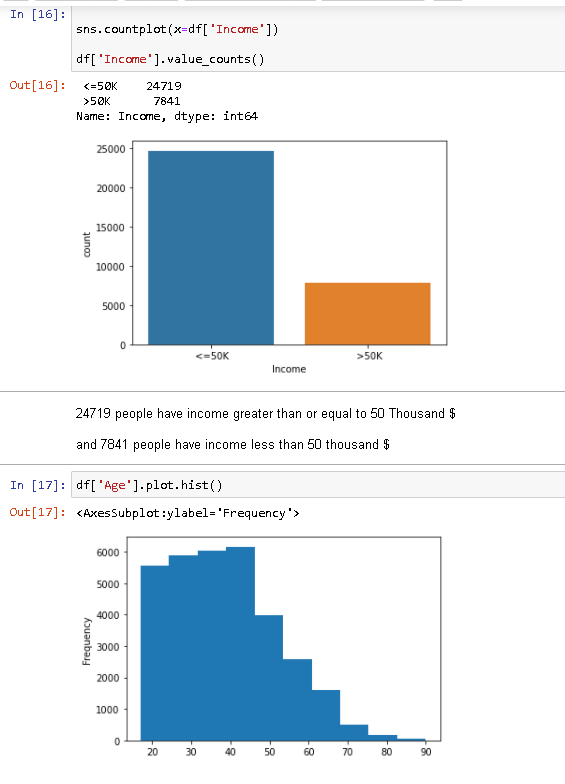 In [16]:
sns.countplot(x=df['Income'])
df['Income'].value_counts()
Out[16]:
<=50K 24719
>50K 7841
Name: Income, dtype: int64
25000
20000
15000
10000
5000
0
count
<=50K >50K
Income
24719 people have income greater than or equal to 50 Thousand $
and 7841 people have income less than 50 thousand $
In [17]: df['Age'].plot.hist()
Out[17]: <AxesSubplot:ylabel='Frequency'>
6000
5000
4000
3000
2000
1000
0
Frequency
20 30 40 50 60 70 80 90